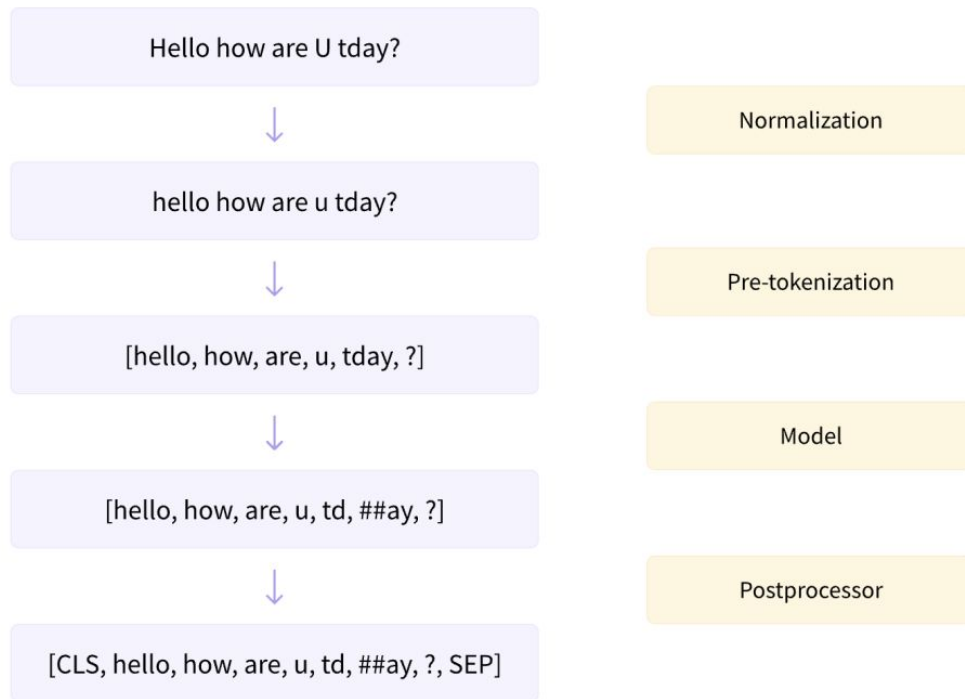 Hello how are U tday?
Normalization
hello how are u tday?
Pre-tokenization
[hello, how, are, u, tday, ?]
Model
[hello, how, are, u, td, ##ay, ?]
Postprocessor
[CLS, hello, how, are, u, td, ##ay, ?, SEP]